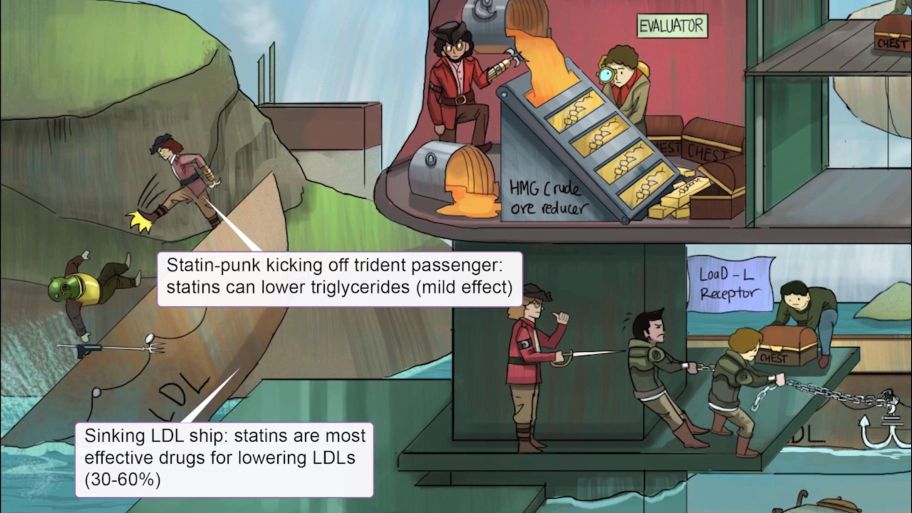 EVALUATOR
CHEST
CHEST
CHEST
HMG Crude
ore reducer
Statin-punk kicking off trident passenger:
statins can lower triglycerides (mild effect)
LoaD-L
Receptor
CHEST
LDL
LDL
Sinking LDL ship: statins are most
effective drugs for lowering LDLs
(30-60%)